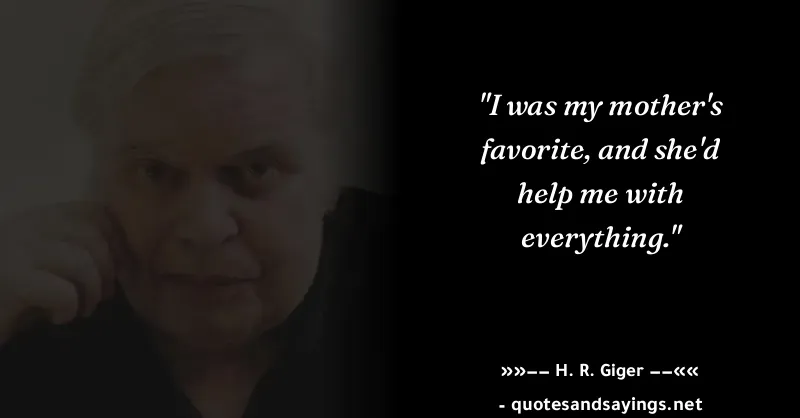 "I was my mother's
favorite, and she'd
help me with
everything."
»»−− H. R. Giger −−««
- quotesandsayings.net